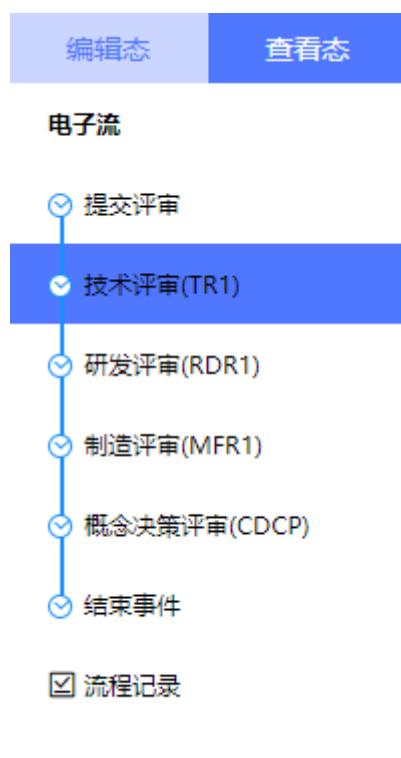 编辑态 查看态
电子流
提交评审
技术评审(TR1)
研发评审(RDR1)
制造评审(MFR1)
概念决策评审(CDCP)
结束事件
流程记录